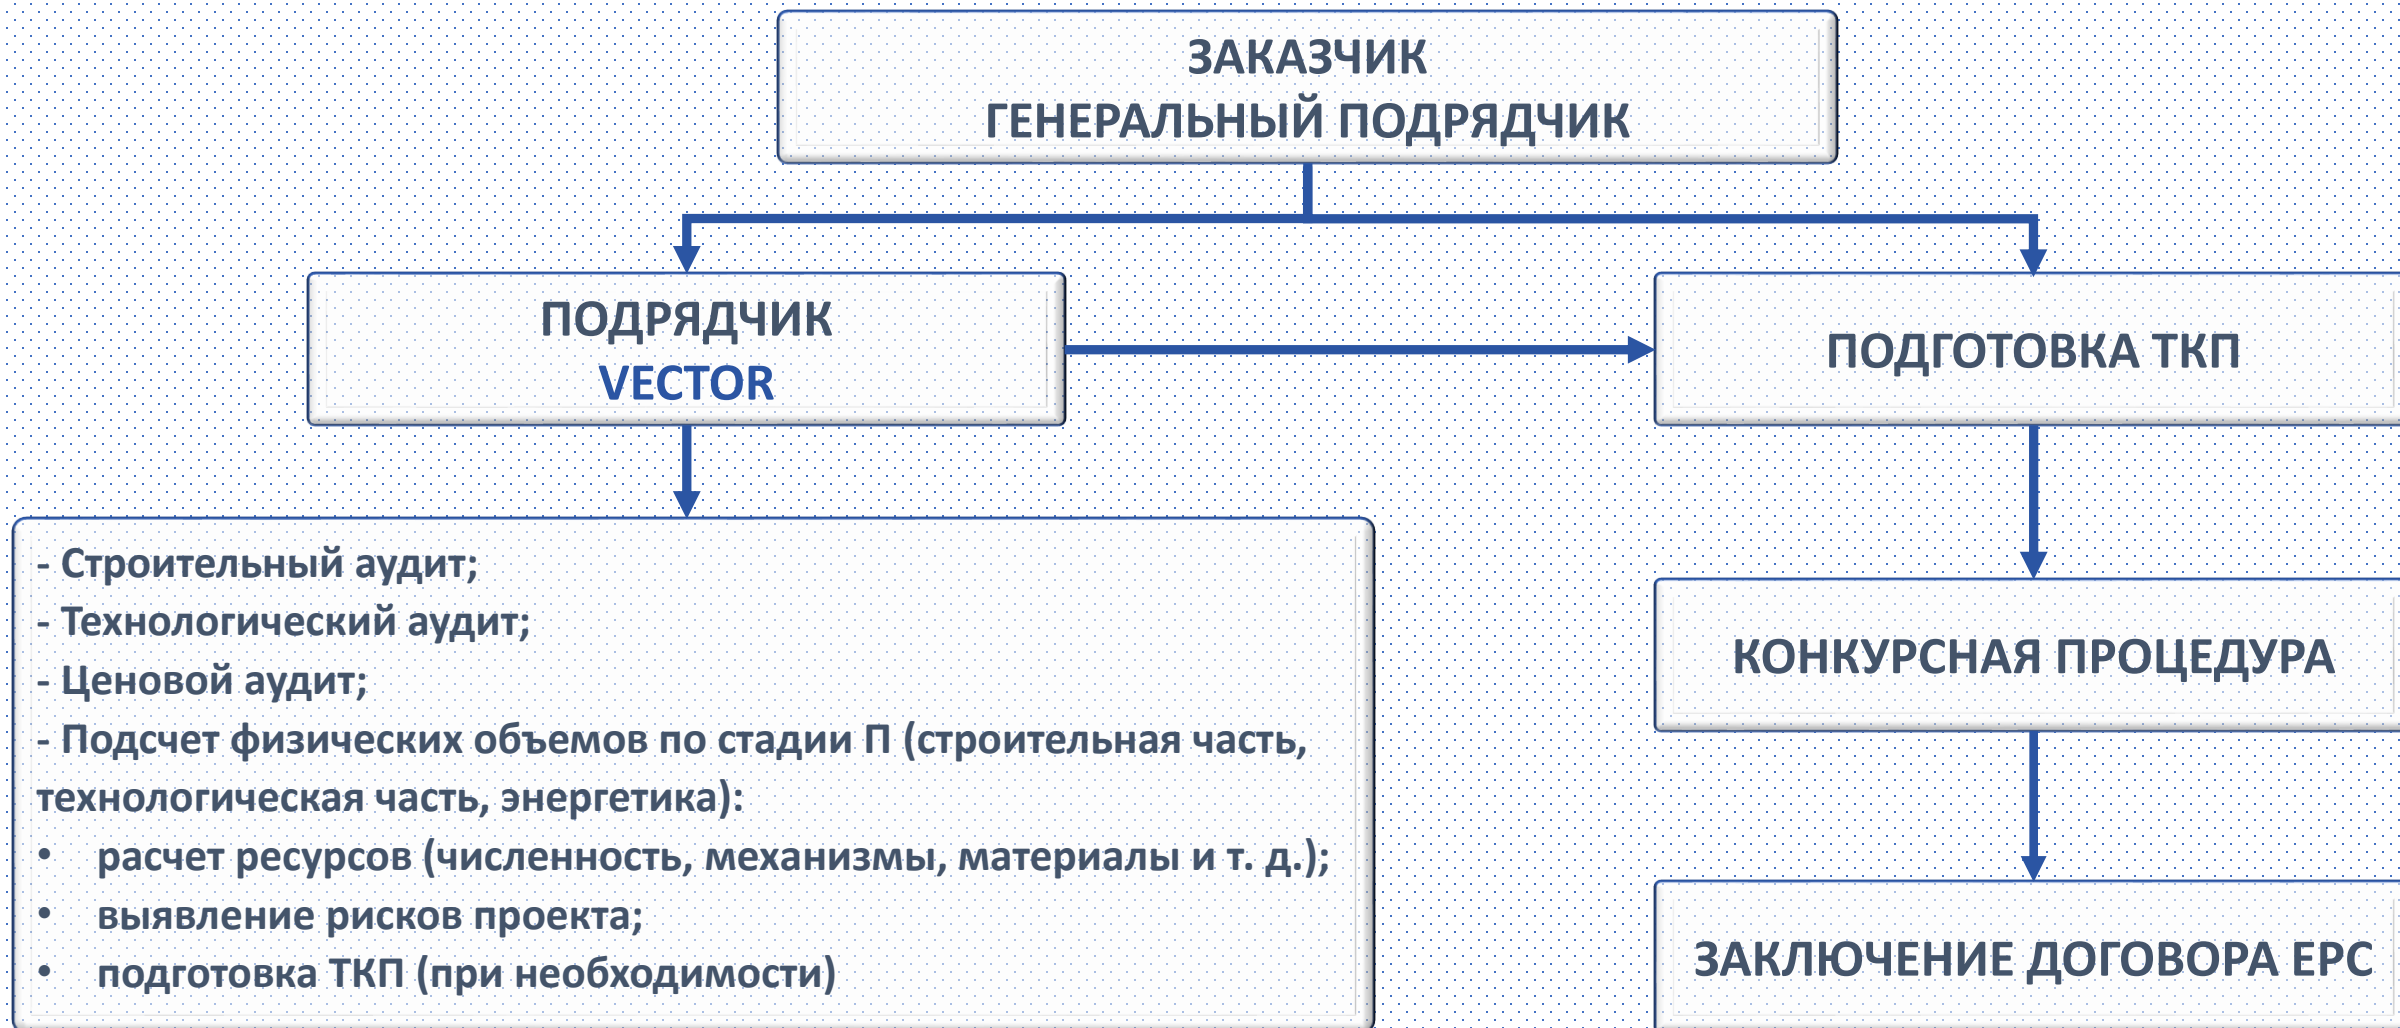 ЗАКАЗЧИК
ГЕНЕРАЛЬНЫЙ ПОДРЯДЧИК
ПОДРЯДЧИК
VECTOR
ПОДГОТОВКА ТКП
- Строительный аудит;
- Технологический аудит;
- Ценовой аудит;
- Подсчет физических объемов по стадии П (строительная часть,
технологическая часть, энергетика):
• расчет ресурсов (численность, механизмы, материалы и т. д.);
• выявление рисков проекта;
• подготовка ТКП (при необходимости)
КОНКУРСНАЯ ПРОЦЕДУРА
ЗАКЛЮЧЕНИЕ ДОГОВОРА EPC